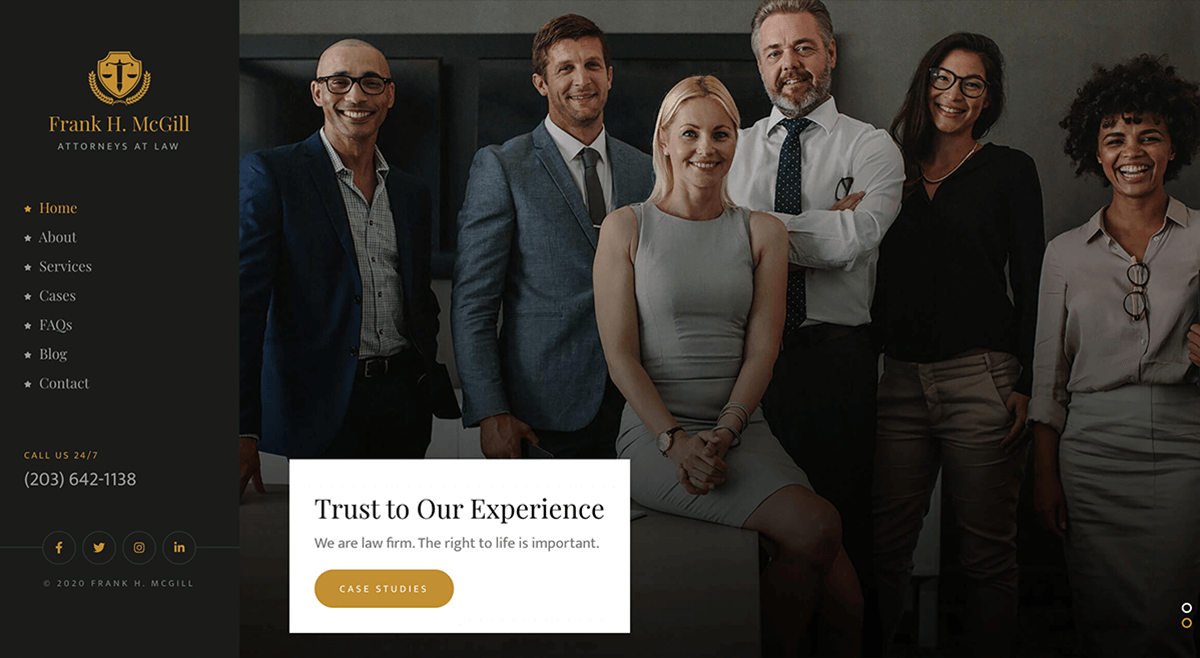 Frank H. McGill
ATTORNEYS AT LAW
Home
About
Services
Cases
FAQs
Blog
Contact
CALL US 24/7
(203) 642-1138
© 2020 FRANK H. MCGILL
Trust to Our Experience
We are law firm. The right to life is important.
CASE STUDIES